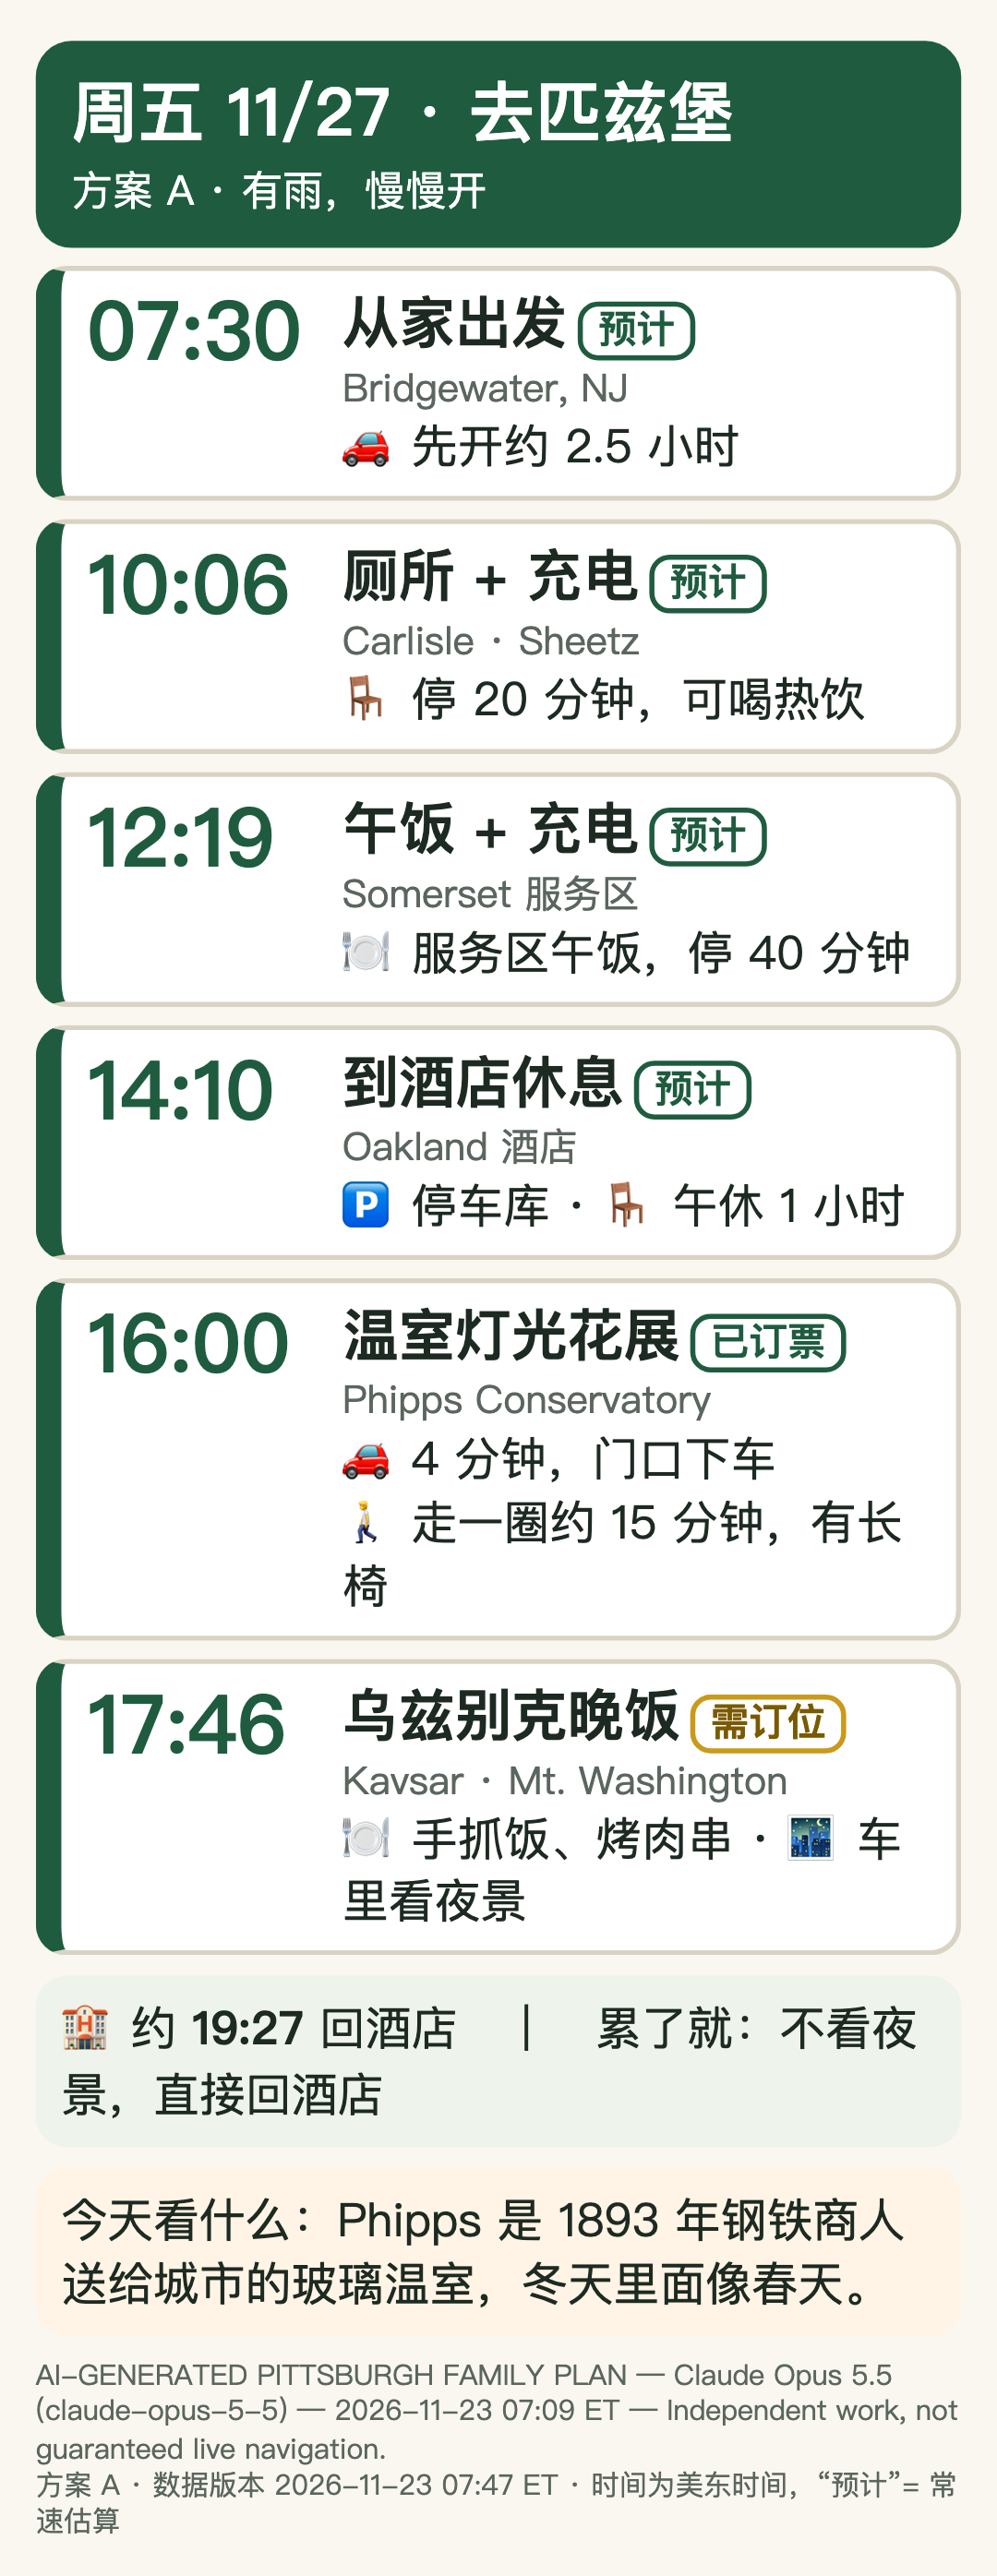 周五 11/27 · 去匹兹堡
方案 A · 有雨，慢慢开
07:30
从家出发 预计
Bridgewater, NJ
先开约 2.5 小时
10:06
厕所 + 充电 预计
Carlisle · Sheetz
停 20 分钟，可喝热饮
12:19
午饭 + 充电 预计
Somerset 服务区
服务区午饭，停 40 分钟
14:10
到酒店休息 预计
Oakland 酒店
🅿️ 停车库 · 午休 1 小时
16:00
温室灯光花展 已订票
Phipps Conservatory
4 分钟，门口下车
走一圈约 15 分钟，有长
椅
17:46
乌兹别克晚饭 需订位
Kavsar · Mt. Washington
手抓饭、烤肉串 · 车
里看夜景
约 19:27 回酒店 ｜ 累了就：不看夜
景，直接回酒店
今天看什么：Phipps 是 1893 年钢铁商人
送给城市的玻璃温室，冬天里面像春天。
AI-GENERATED PITTSBURGH FAMILY PLAN — Claude Opus 5.5
(claude-opus-5-5) — 2026-11-23 07:09 ET — Independent work, not
guaranteed live navigation.
方案 A · 数据版本 2026-11-23 07:47 ET · 时间为美东时间，“预计”= 常
速估算